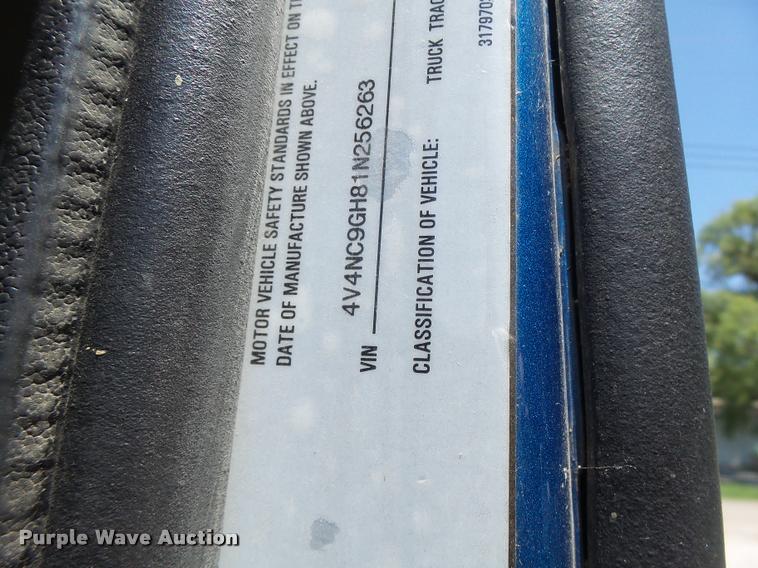 MOTOR VEHICLE SAFETY STANDARDS IN EFFECT ON
DATE OF MANUFACTURE SHOWN ABOVE.
VIN 4V4NC9GH81N256263
CLASSIFICATION OF VEHICLE: TRUCK
Purple Wave Auction